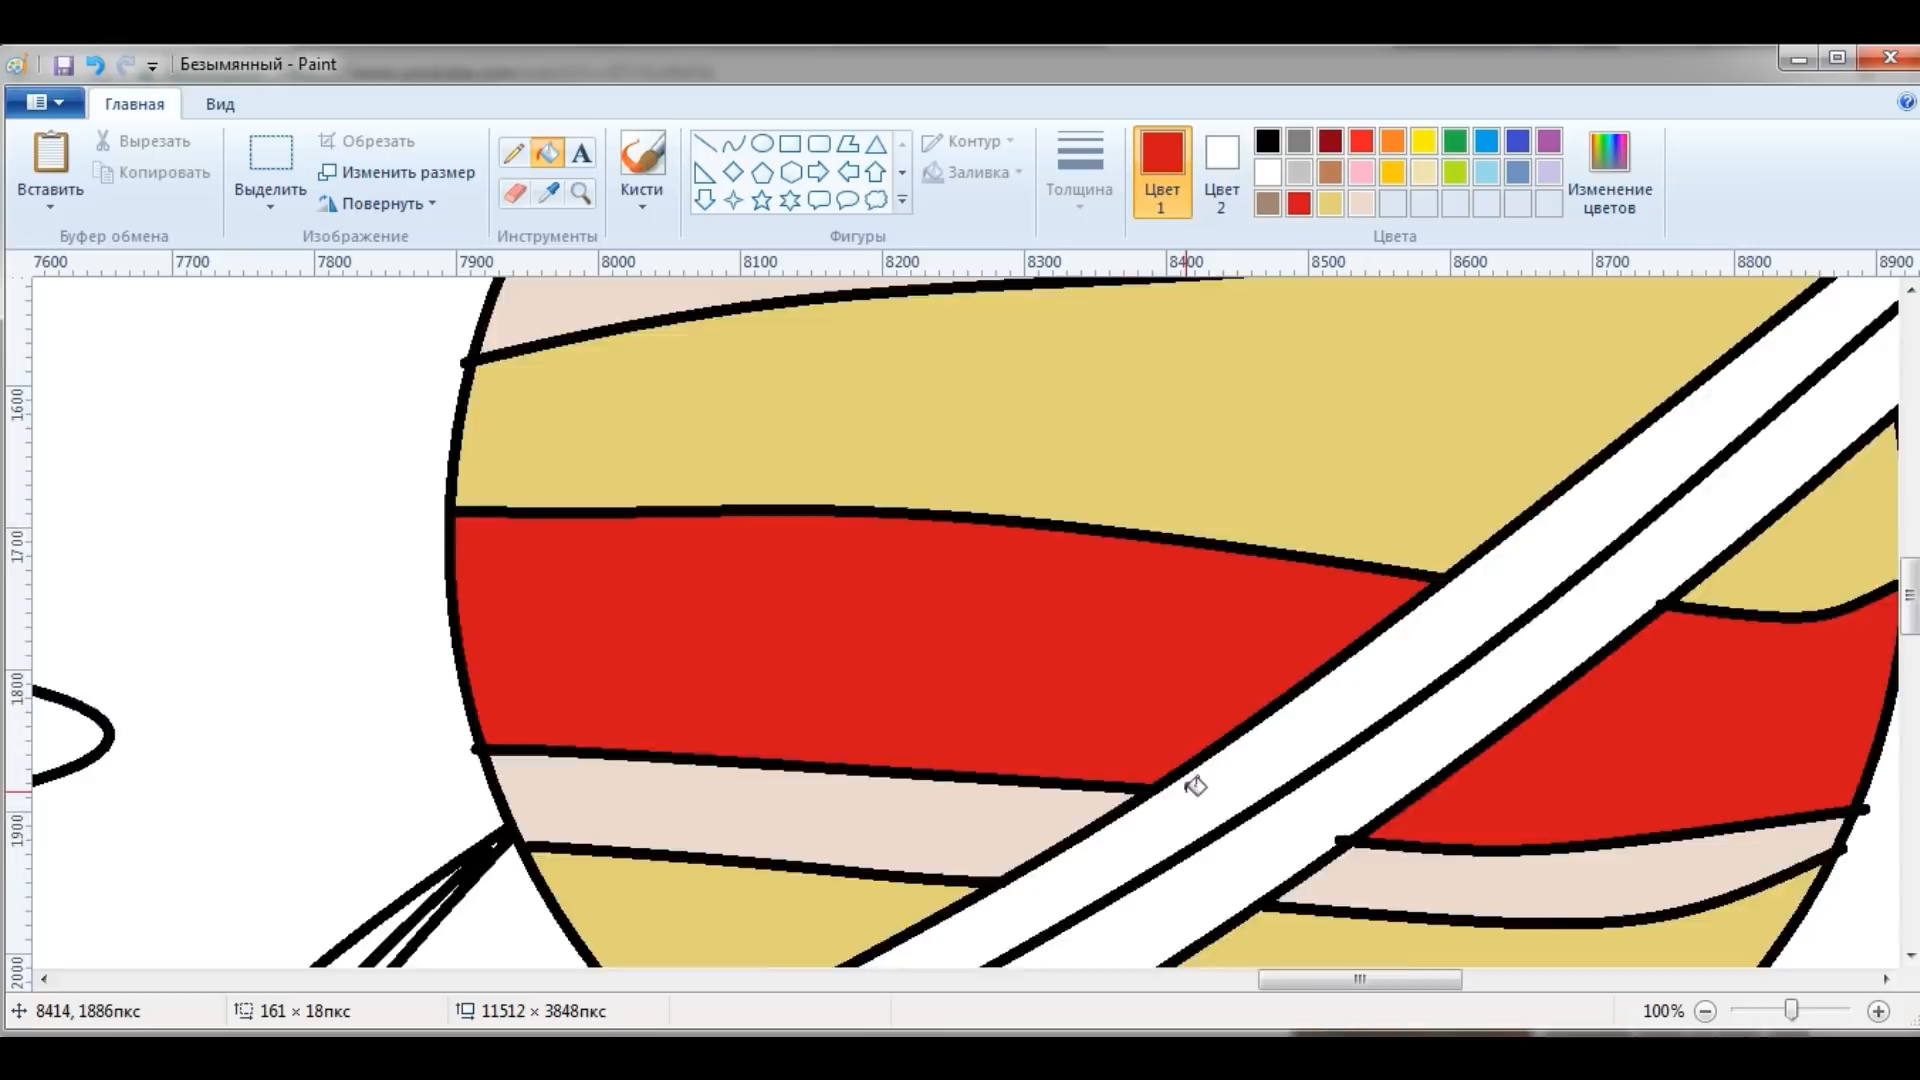 Безымянный - Paint
Главная Вид
Вставить
Вырезать
Копировать
Буфер обмена
Выделить
Обрезать
Изменить размер
Повернуть
Изображение
A
Инструменты
Кисти
Фигуры
Контур
Заливка
Толщина
Цвет
1
Цвет
2
Изменение
цветов
Цвета
7600 7700 7800 7900 8000 8100 8200 8300 8400 8500 8600 8700 8800 8900
1600
1700
1800
1900
2000
8414, 1886пкс 161 × 18пкс 11512 × 3848пкс 100%